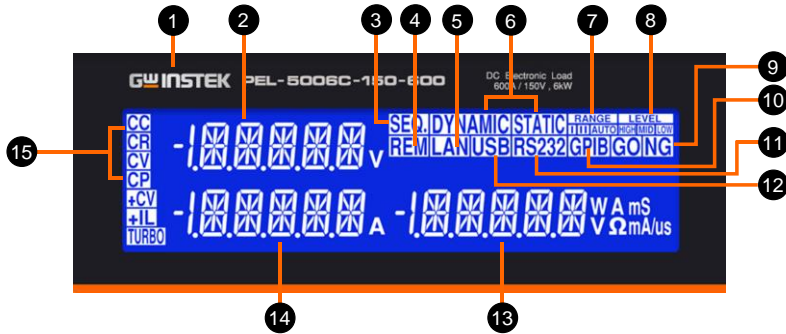 1 2 3 4 5 6 7 8
GWINSTEK PEL-5006C-150-600
DC Electronic Load
600A / 150V , 6kW
9
10
11
12
SEQ. DYNAMIC STATIC RANGE LEVEL
I II AUTO HIGH MID LOW
REM LAN USB RS232 GPIB GO NG
15
CC
CR
CV
CP
+CV
+IL
TURBO
V
A
W A mS
V Ω mA/us
14 13